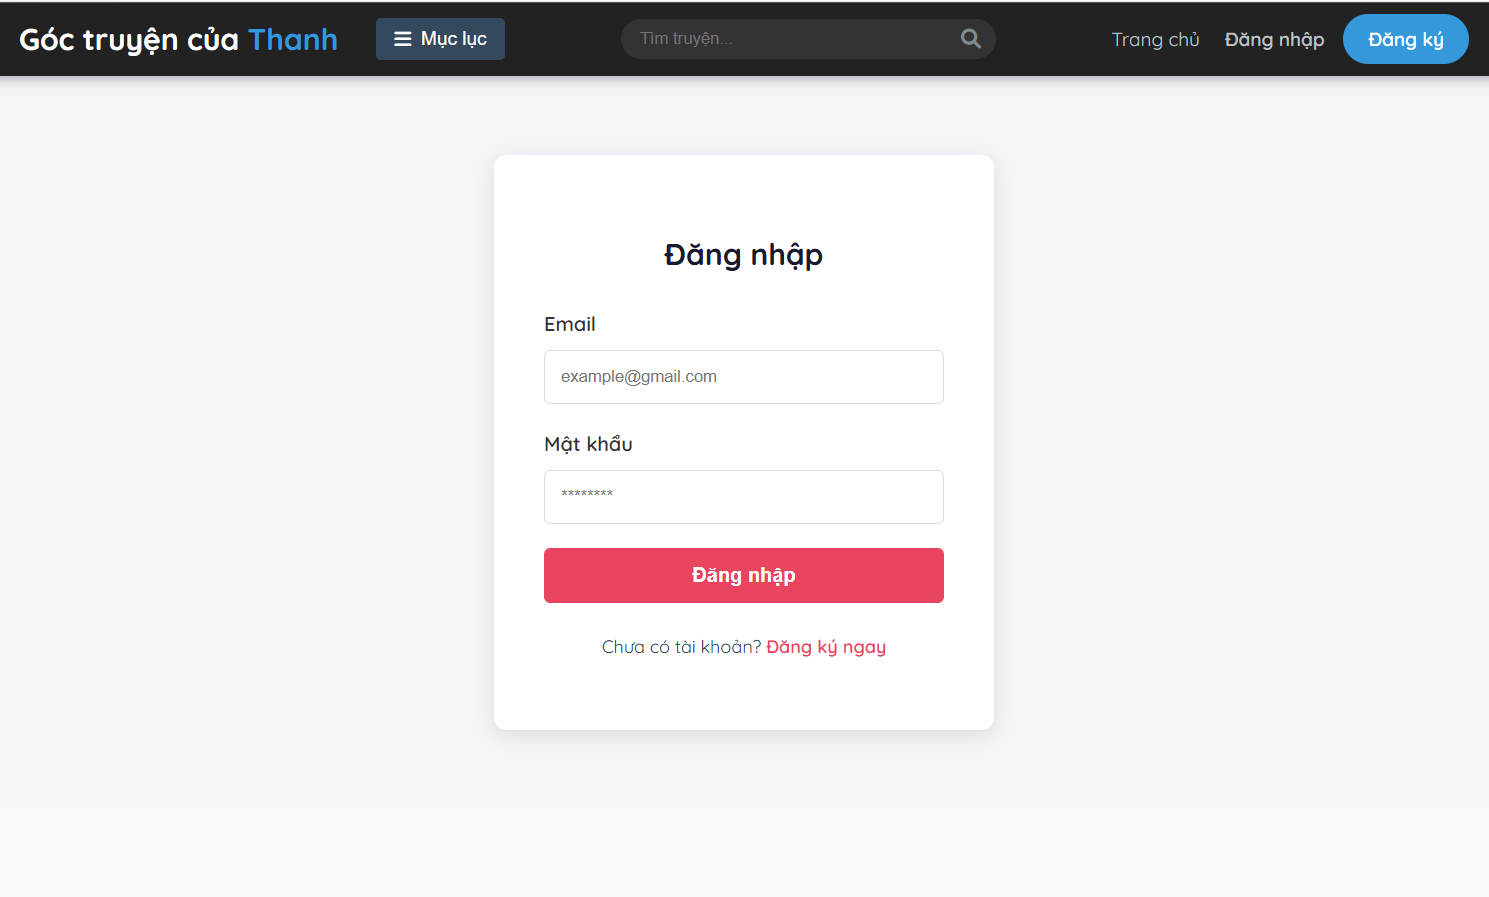 Góc truyện của Thanh
Mục lục
Tìm truyện...
Trang chủ
Đăng nhập
Đăng ký
Đăng nhập
Email
example@gmail.com
Mật khẩu
********
Đăng nhập
Chưa có tài khoản? Đăng ký ngay